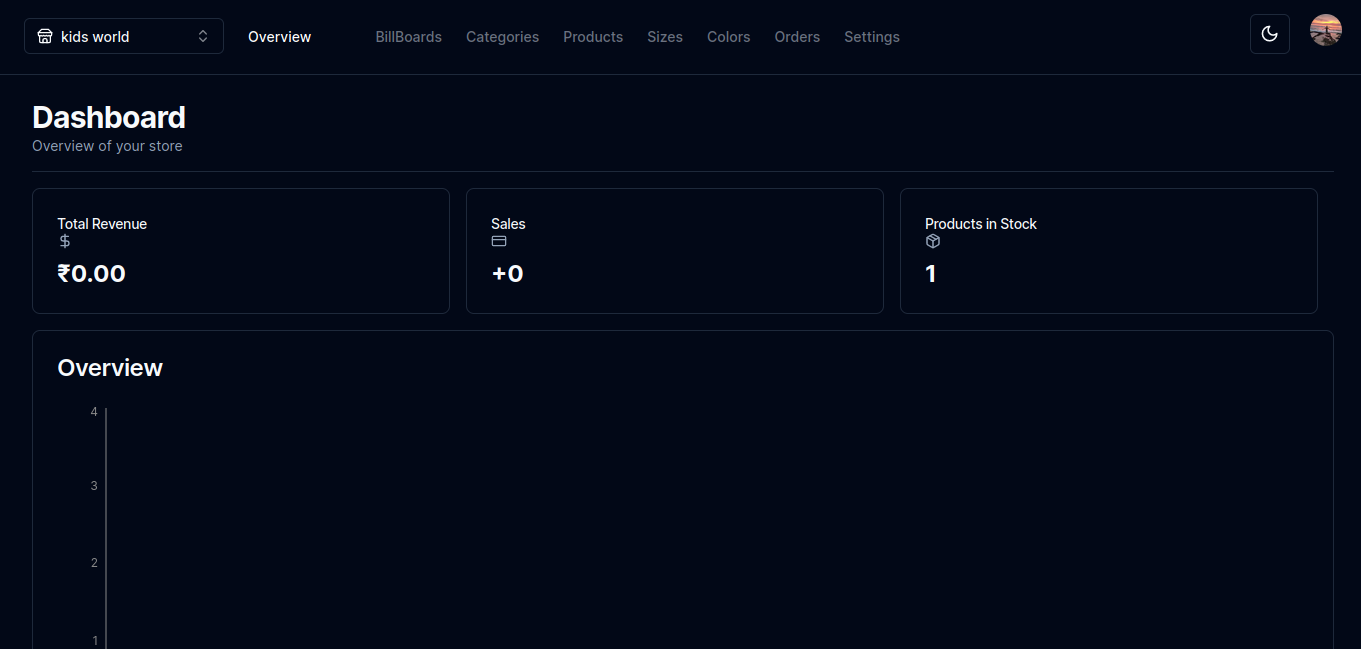 kids world
Overview BillBoards Categories Products Sizes Colors Orders Settings
Dashboard
Overview of your store
Total Revenue
₹0.00
Sales
+0
Products in Stock
1
Overview
4
3
2
1